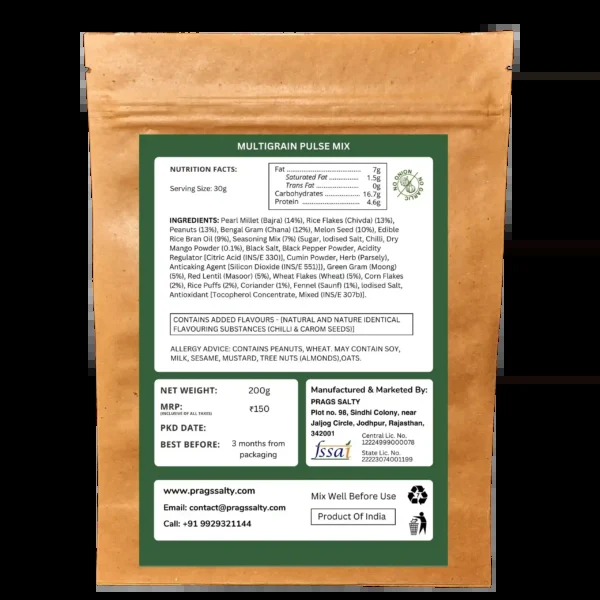 MULTIGRAIN PULSE MIX
NUTRITION FACTS:
Serving Size: 30g
Fat .................................... 7g
Saturated Fat ................ 1.5g
Trans Fat ...................... 0g
Carbohydrates ................ 16.7g
Protein ............................. 4.6g
NO ONION NO GARLIC
INGREDIENTS: Pearl Millet (Bajra) (14%), Rice Flakes (Chivda) (13%),
Peanuts (13%), Bengal Gram (Chana) (12%), Melon Seed (10%), Edible
Rice Bran Oil (9%), Seasoning Mix (7%) (Sugar, Iodised Salt, Chilli, Dry
Mango Powder (0.1%), Black Salt, Black Pepper Powder, Acidity
Regulator [Citric Acid (INS/E 330)], Cumin Powder, Herb (Parsely),
Anticaking Agent [Silicon Dioxide (INS/E 551)]), Green Gram (Moong)
(5%), Red Lentil (Masoor) (5%), Wheat Flakes (Wheat) (5%), Corn Flakes
(2%), Rice Puffs (2%), Coriander (1%), Fennel (Saunf) (1%), Iodised Salt,
Antioxidant [Tocopherol Concentrate, Mixed (INS/E 307b)].
CONTAINS ADDED FLAVOURS - [NATURAL AND NATURE IDENTICAL
FLAVOURING SUBSTANCES (CHILLI & CAROM SEEDS)]
ALLERGY ADVICE: CONTAINS PEANUTS, WHEAT. MAY CONTAIN SOY,
MILK, SESAME, MUSTARD, TREE NUTS (ALMONDS),OATS.
NET WEIGHT: 200g
MRP: ₹150
(INCLUSIVE OF ALL TAXES)
PKD DATE:
BEST BEFORE: 3 months from
packaging
Manufactured & Marketed By:
PRAGS SALTY
Plot no. 98, Sindhi Colony, near
Jaljog Circle, Jodhpur, Rajasthan,
342001
fssai
Central Lic. No.
12224999000078
State Lic. No.
22223074001199
www.pragssalty.com
Email: contact@pragssalty.com
Call: +91 9929321144
Mix Well Before Use
Product Of India
7